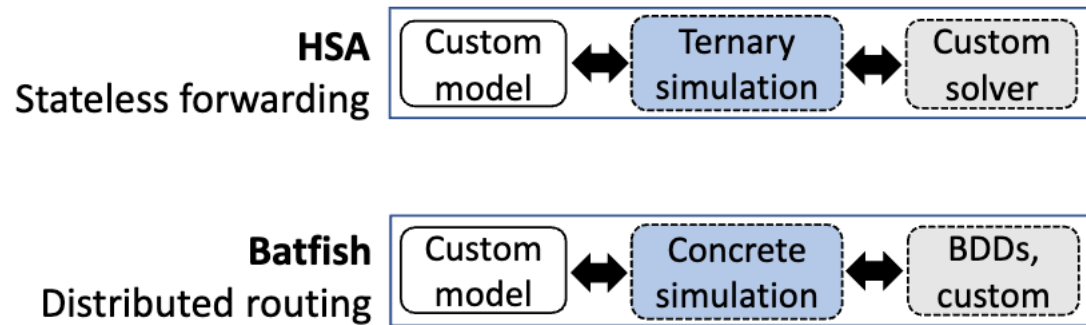 HSA
Stateless forwarding
Custom
model
Ternary
simulation
Custom
solver
Batfish
Distributed routing
Custom
model
Concrete
simulation
BDDs,
custom